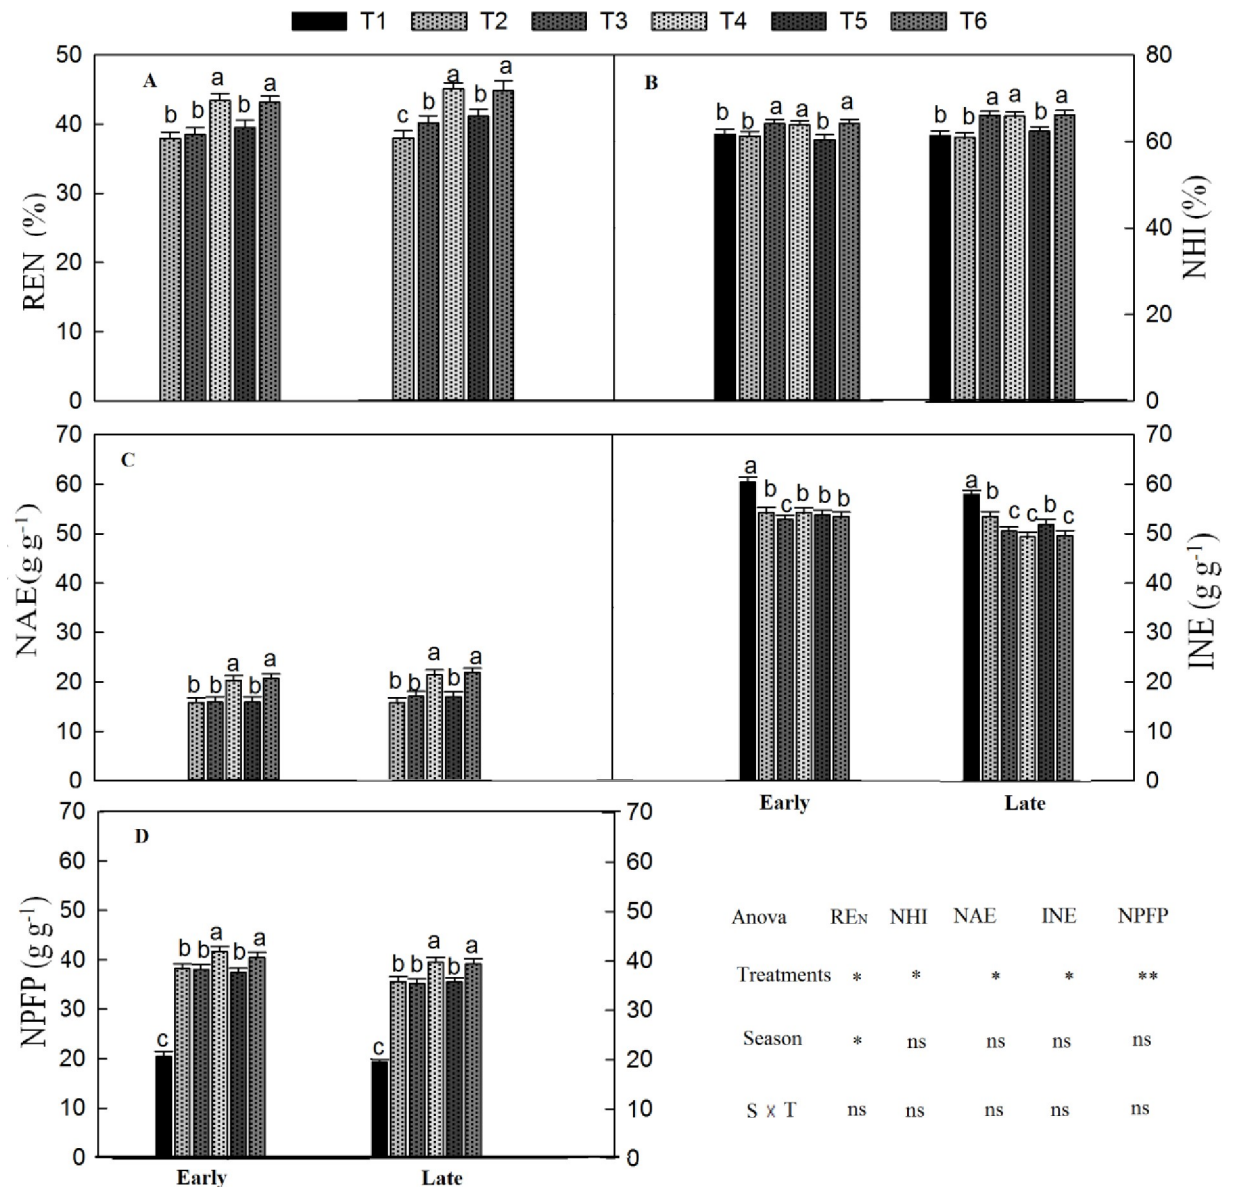 T1 T2 T3 T4 T5 T6
50 A a a b b b a a c b b 80 B b b a a b a b b a a b a
40 60
30 40
20 20
10
0 0
REN (%)
NHI (%)
70 C a b c b b b a b c c b c 70
60 60
50 50
40 40
30 30
20 b b a b a b b a b a 20
10 10
0 0
NAE(g g-1)
INE (g g-1)
Early Late
70 D 70
60 60
50 50
40 b b a b a b b a b a 40
30 30
20 c c 20
10 10
0 0
NPFP (g g-1)
Early Late
Anova REN NHI NAE INE NPFP
Treatments * * * * **
Season * ns ns ns ns
S x T ns ns ns ns ns